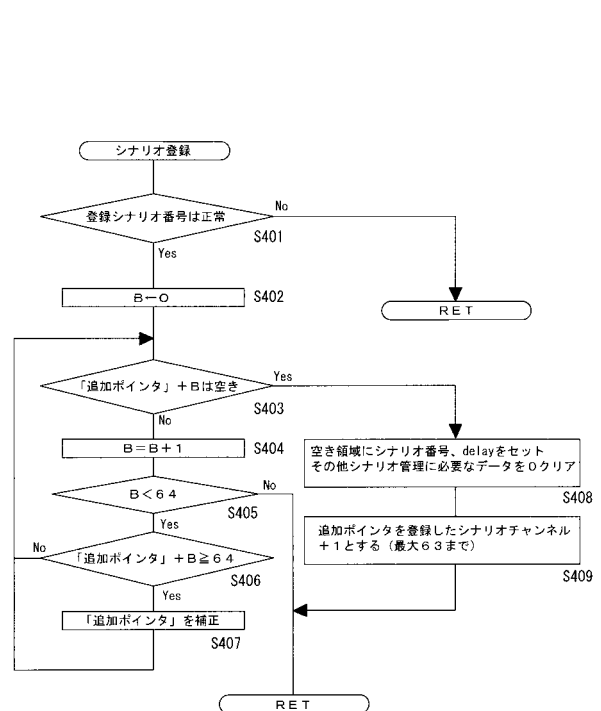 シナリオ登録
登録シナリオ番号は正常
No
S401
Yes
B←0
S402
RET
「追加ポインタ」+Bは空き
Yes
S403
No
B=B+1
S404
空き領域にシナリオ番号、delayをセット
その他シナリオ管理に必要なデータを0クリア
S408
B<64
No
S405
Yes
追加ポインタを登録したシナリオチャンネル
+1とする(最大63まで)
S409
No
「追加ポインタ」+B≧64
S406
Yes
「追加ポインタ」を補正
S407
RET